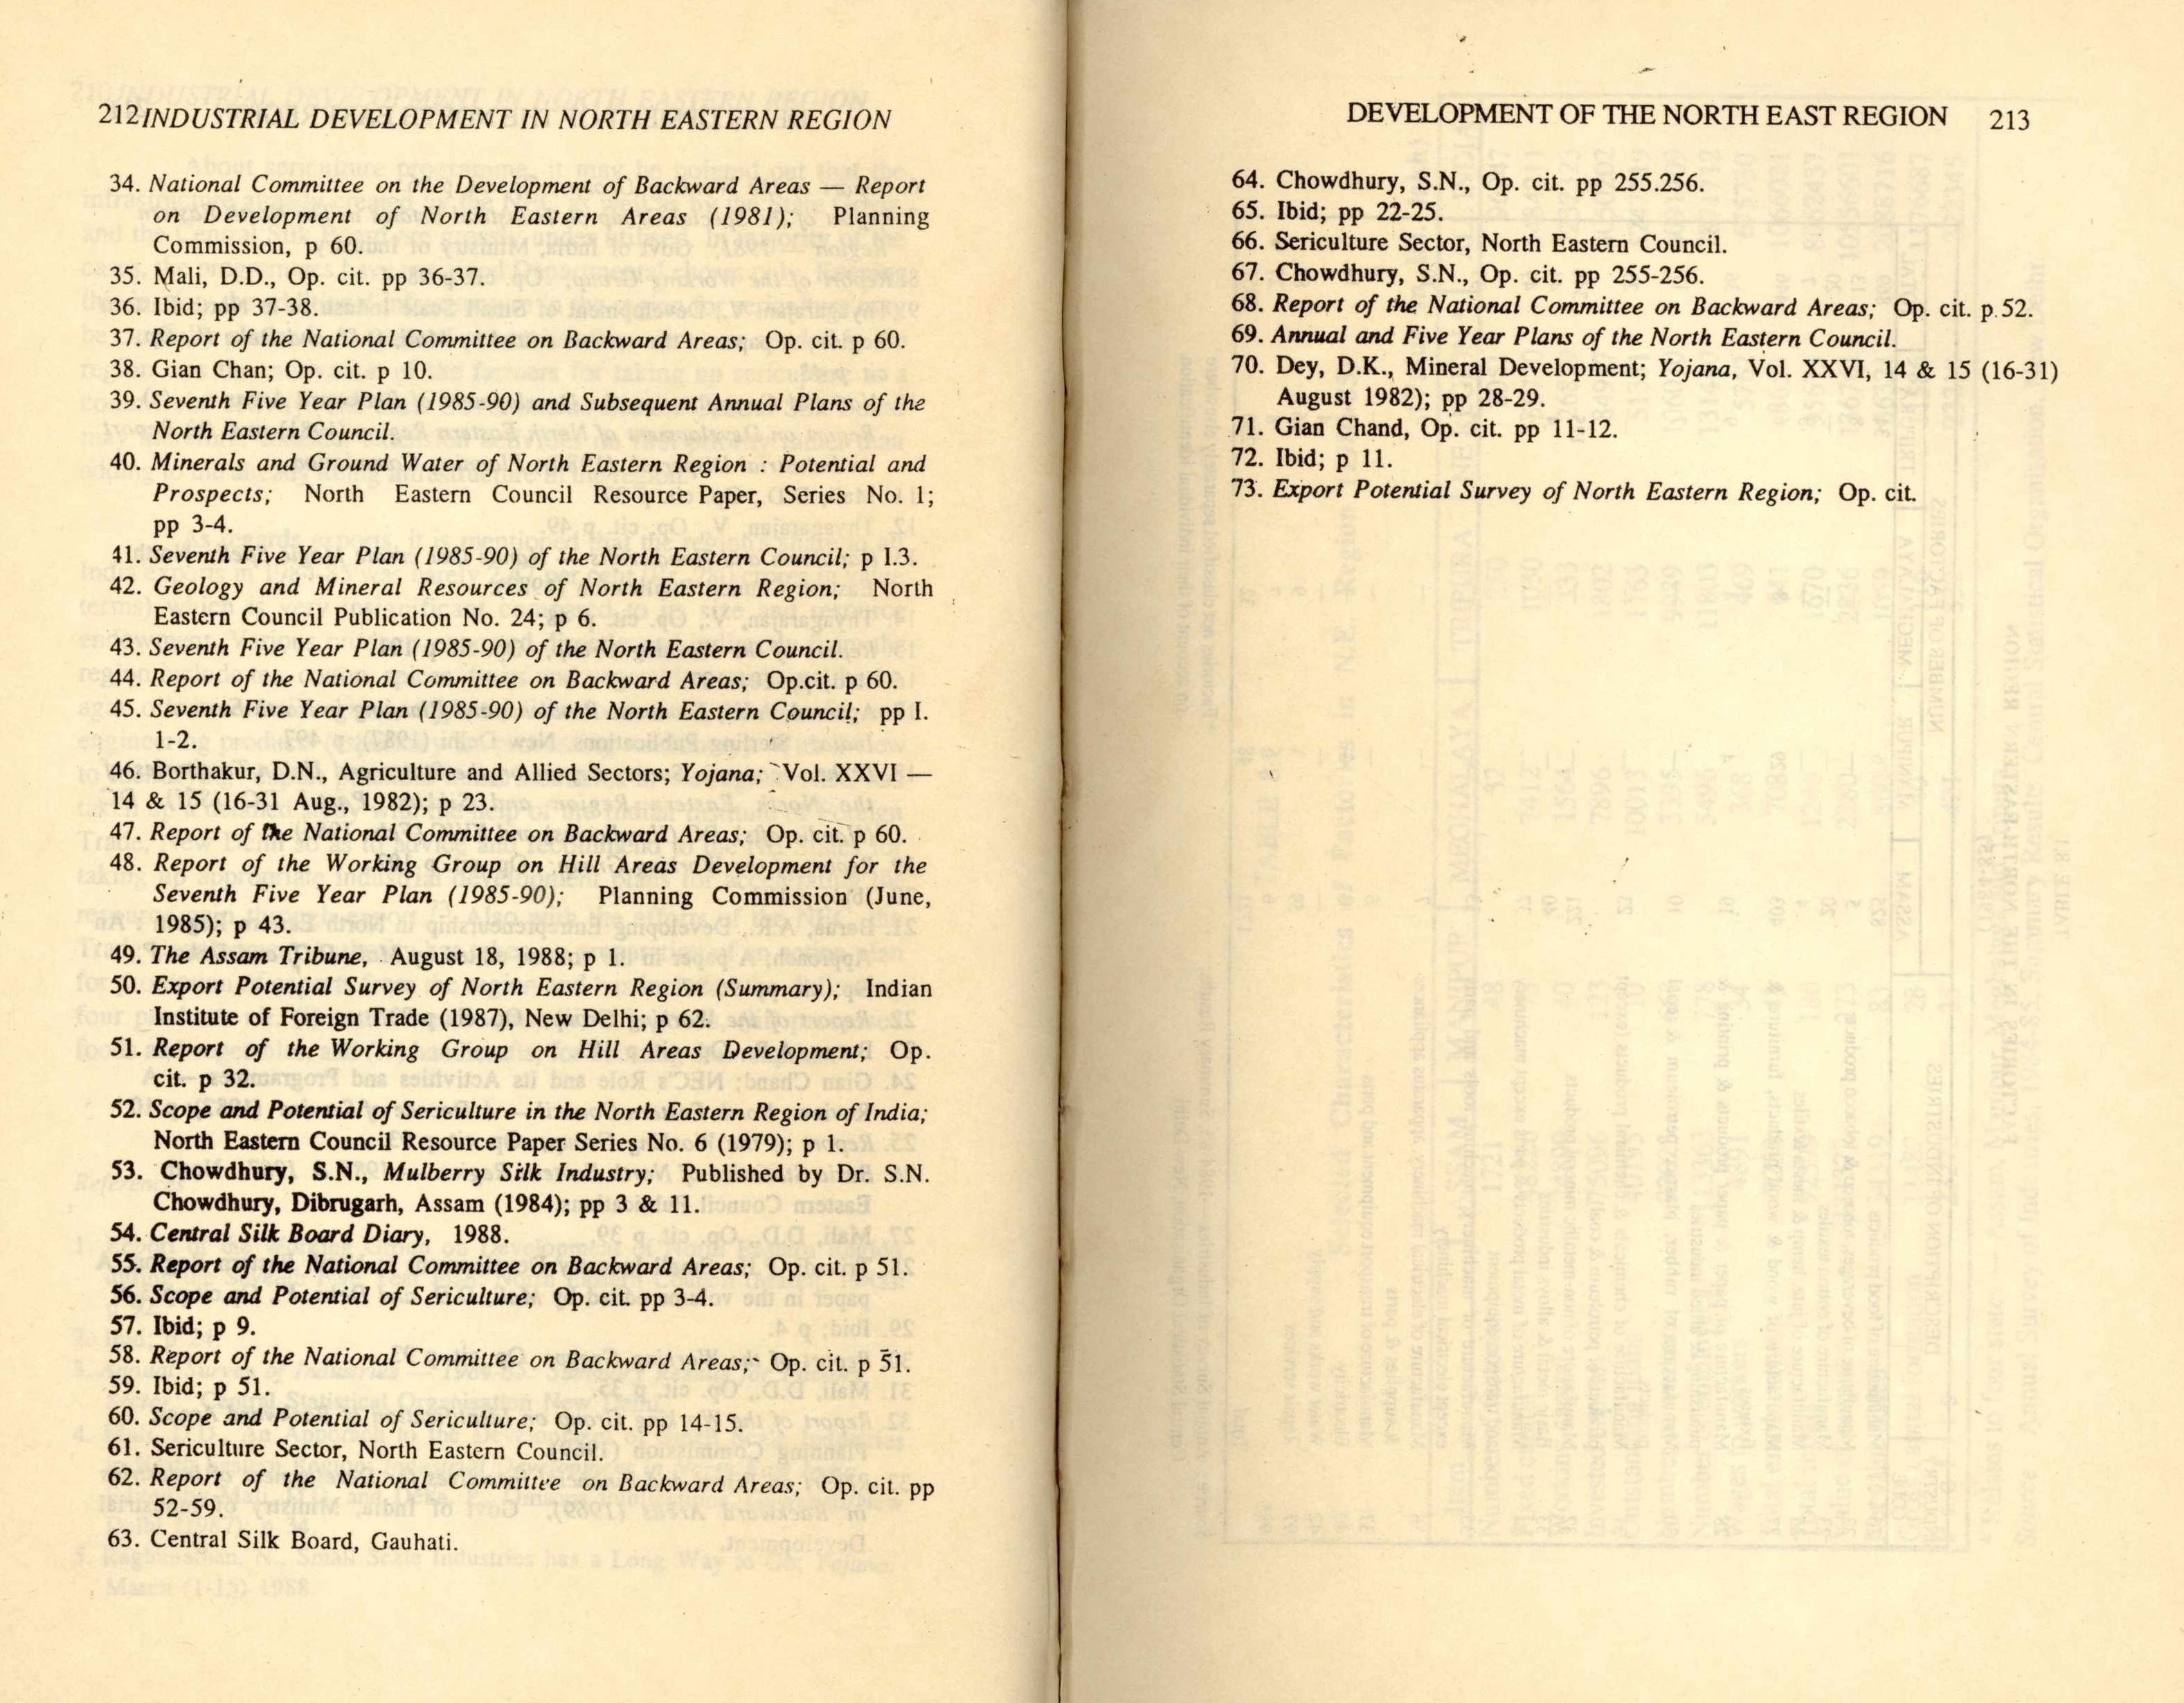 212 INDUSTRIAL DEVELOPMENT IN NORTH EASTERN REGION
34. National Committee on the Development of Backward Areas — Report
on Development of North Eastern Areas (1981); Planning
Commission, p 60.
35. Mali, D.D., Op. cit. pp 36-37.
36. Ibid; pp 37-38.
37. Report of the National Committee on Backward Areas; Op. cit. p 60.
38. Gian Chan; Op. cit. p 10.
39. Seventh Five Year Plan (1985-90) and Subsequent Annual Plans of the
North Eastern Council.
40. Minerals and Ground Water of North Eastern Region : Potential and
Prospects; North Eastern Council Resource Paper, Series No. 1;
pp 3-4.
41. Seventh Five Year Plan (1985-90) of the North Eastern Council; p I.3.
42. Geology and Mineral Resources of North Eastern Region; North
Eastern Council Publication No. 24; p 6.
43. Seventh Five Year Plan (1985-90) of the North Eastern Council.
44. Report of the National Committee on Backward Areas; Op.cit. p 60.
45. Seventh Five Year Plan (1985-90) of the North Eastern Council; pp I.
1-2.
46. Borthakur, D.N., Agriculture and Allied Sectors; Yojana; Vol. XXVI —
14 & 15 (16-31 Aug., 1982); p 23.
47. Report of the National Committee on Backward Areas; Op. cit. p 60.
48. Report of the Working Group on Hill Areas Development for the
Seventh Five Year Plan (1985-90); Planning Commission (June,
1985); p 43.
49. The Assam Tribune, August 18, 1988; p 1.
50. Export Potential Survey of North Eastern Region (Summary); Indian
Institute of Foreign Trade (1987), New Delhi; p 62.
51. Report of the Working Group on Hill Areas Development; Op.
cit. p 32.
52. Scope and Potential of Sericulture in the North Eastern Region of India;
North Eastern Council Resource Paper Series No. 6 (1979); p 1.
53. Chowdhury, S.N., Mulberry Silk Industry; Published by Dr. S.N.
Chowdhury, Dibrugarh, Assam (1984); pp 3 & 11.
54. Central Silk Board Diary, 1988.
55. Report of the National Committee on Backward Areas; Op. cit. p 51.
56. Scope and Potential of Sericulture; Op. cit. pp 3-4.
57. Ibid; p 9.
58. Report of the National Committee on Backward Areas; Op. cit. p 51.
59. Ibid; p 51.
60. Scope and Potential of Sericulture; Op. cit. pp 14-15.
61. Sericulture Sector, North Eastern Council.
62. Report of the National Committee on Backward Areas; Op. cit. pp
52-59.
63. Central Silk Board, Gauhati.
DEVELOPMENT OF THE NORTH EAST REGION 213
64. Chowdhury, S.N., Op. cit. pp 255.256.
65. Ibid; pp 22-25.
66. Sericulture Sector, North Eastern Council.
67. Chowdhury, S.N., Op. cit. pp 255-256.
68. Report of the National Committee on Backward Areas; Op. cit. p.52.
69. Annual and Five Year Plans of the North Eastern Council.
70. Dey, D.K., Mineral Development; Yojana, Vol. XXVI, 14 & 15 (16-31)
August 1982); pp 28-29.
71. Gian Chand, Op. cit. pp 11-12.
72. Ibid; p 11.
73. Export Potential Survey of North Eastern Region; Op. cit.